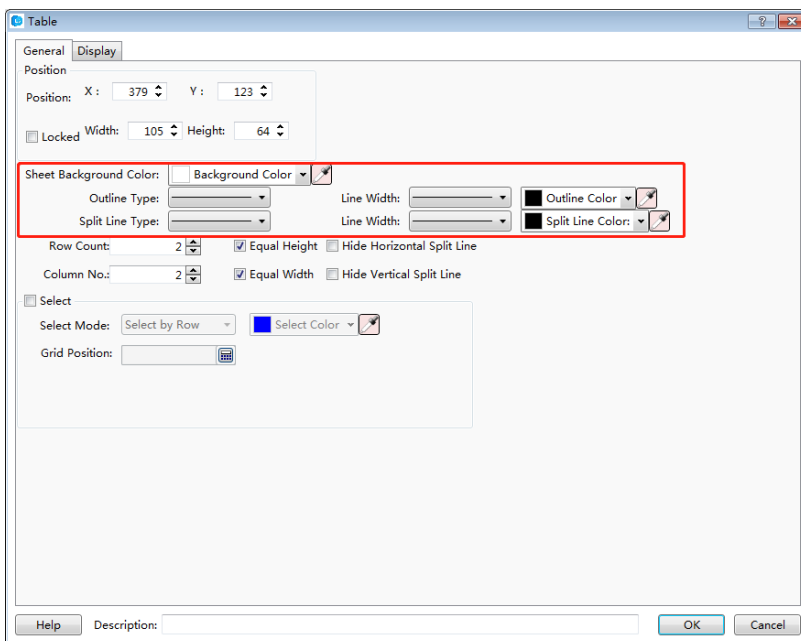 Table
General Display
Position
Position: X : 379 Y : 123
Locked Width: 105 Height: 64
Sheet Background Color: Background Color
Outline Type: Line Width: Outline Color
Split Line Type: Line Width: Split Line Color:
Row Count: 2 Equal Height Hide Horizontal Split Line
Column No.: 2 Equal Width Hide Vertical Split Line
Select
Select Mode: Select by Row Select Color
Grid Position:
Help Description: OK Cancel